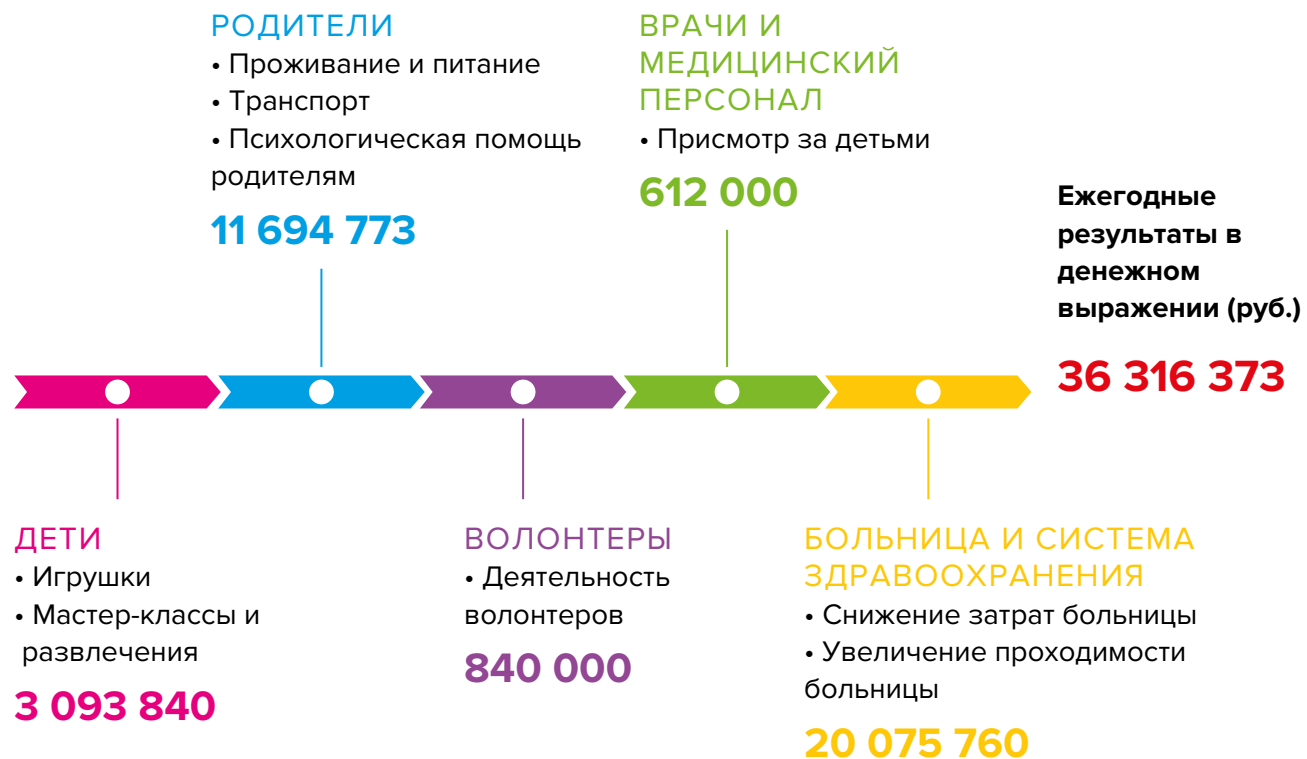 РОДИТЕЛИ
• Проживание и питание
• Транспорт
• Психологическая помощь
родителям
11 694 773
ВРАЧИ И
МЕДИЦИНСКИЙ
ПЕРСОНАЛ
• Присмотр за детьми
612 000
Ежегодные
результаты в
денежном
выражении (руб.)
36 316 373
ДЕТИ
• Игрушки
• Мастер-классы и
развлечения
3 093 840
ВОЛОНТЕРЫ
• Деятельность
волонтеров
840 000
БОЛЬНИЦА И СИСТЕМА
ЗДРАВООХРАНЕНИЯ
• Снижение затрат больницы
• Увеличение проходимости
больницы
20 075 760